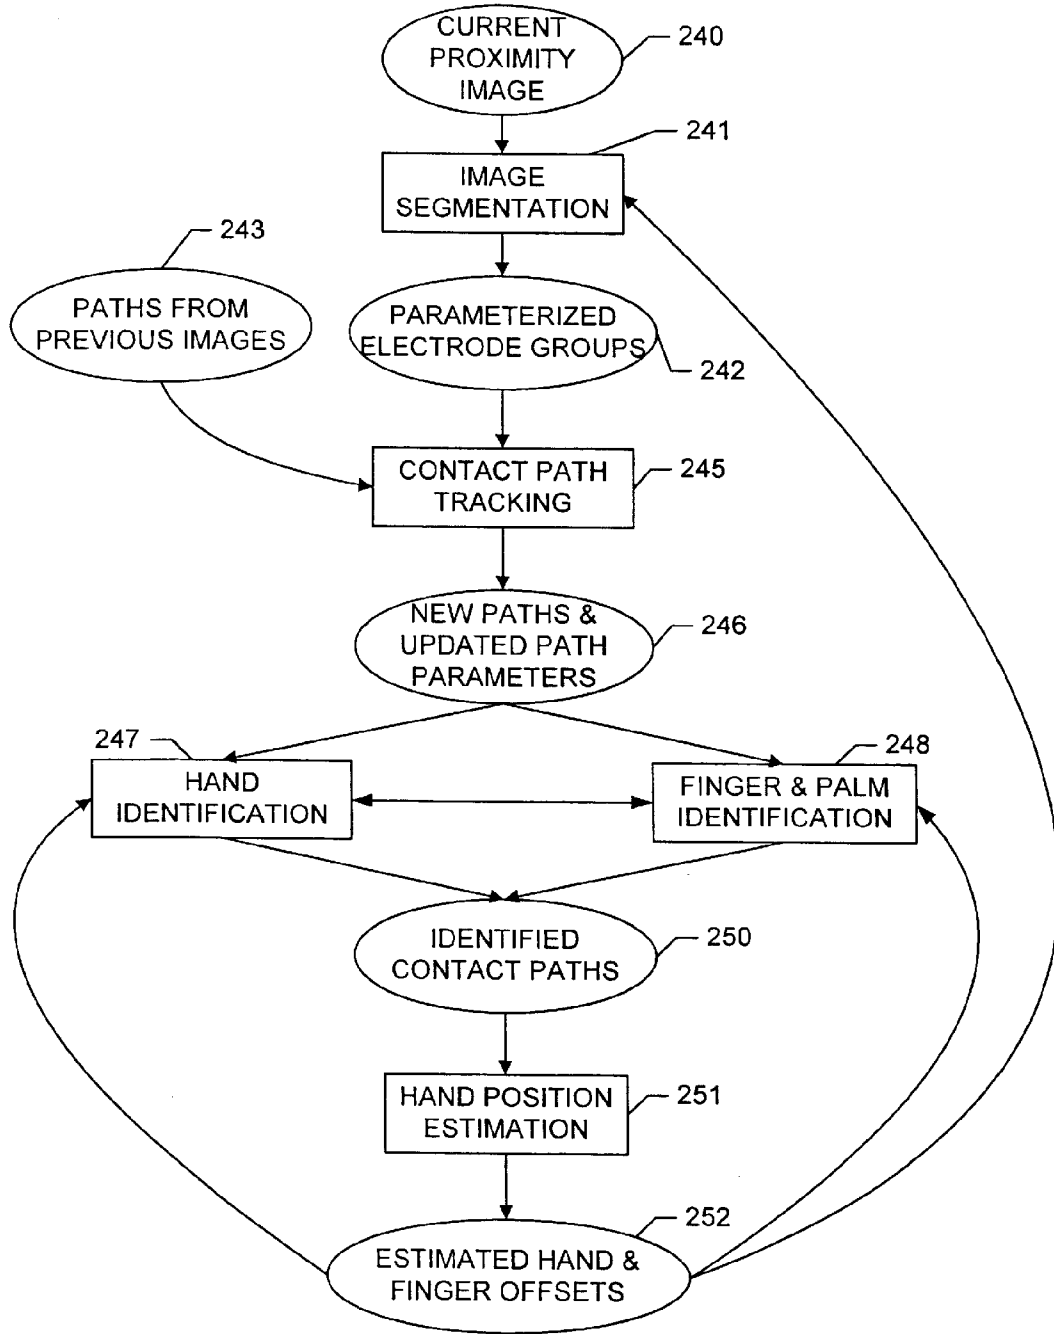 CURRENT
PROXIMITY
IMAGE
240
241
IMAGE
SEGMENTATION
243
PATHS FROM
PREVIOUS IMAGES
PARAMETERIZED
ELECTRODE GROUPS
242
CONTACT PATH
TRACKING
245
NEW PATHS &
UPDATED PATH
PARAMETERS
246
247
HAND
IDENTIFICATION
248
FINGER & PALM
IDENTIFICATION
IDENTIFIED
CONTACT PATHS
250
HAND POSITION
ESTIMATION
251
252
ESTIMATED HAND &
FINGER OFFSETS